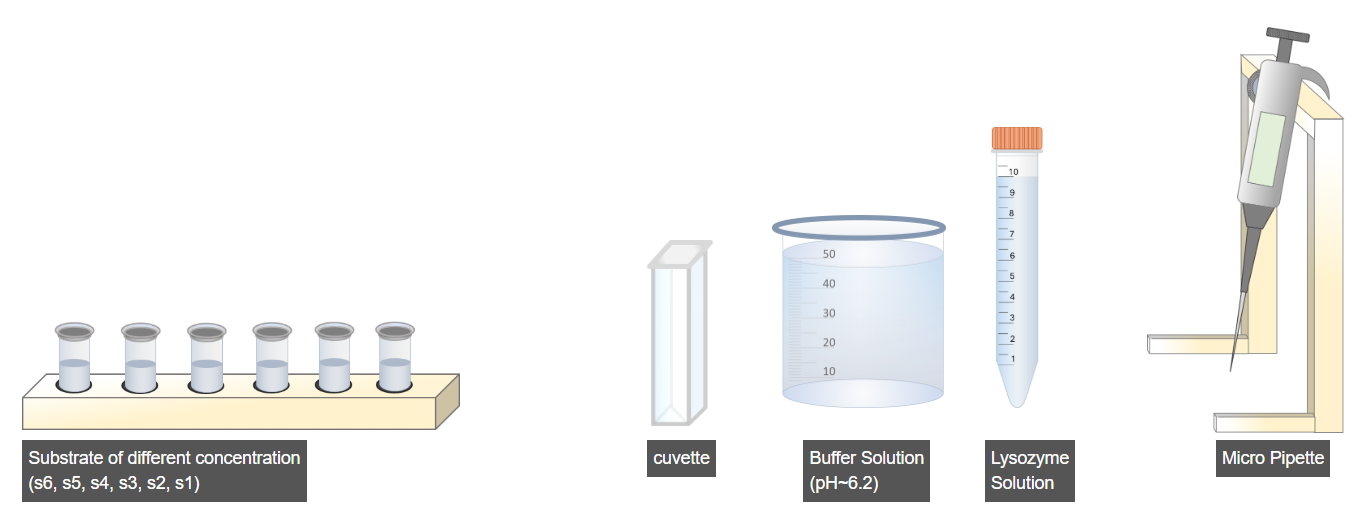 10
9
8
7
6
5
4
3
2
1
50
40
30
20
10
Substrate of different concentration
(s6, s5, s4, s3, s2, s1)
cuvette
Buffer Solution
(pH~6.2)
Lysozyme
Solution
Micro Pipette